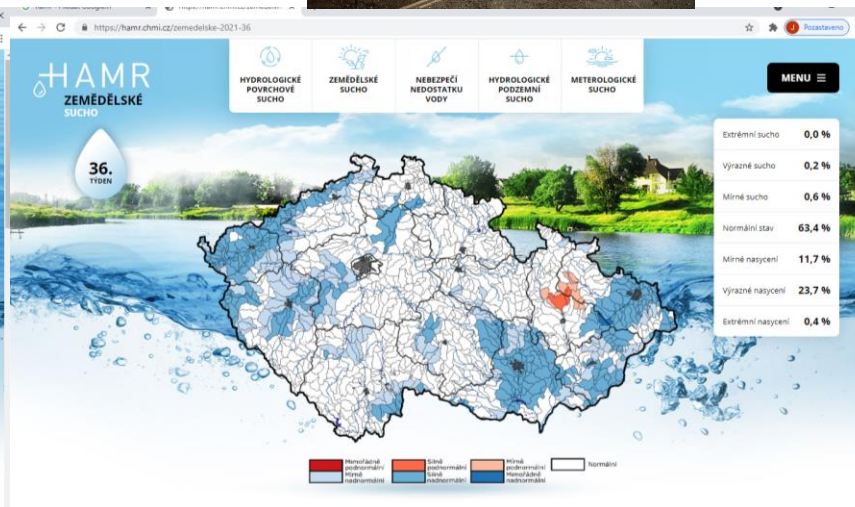 https://hamr.chmi.cz/zemedelske-2021-36
Pozastaveno
HAMR
ZEMĚDĚLSKÉ
SUCHO
HYDROLOGICKÉ
POVRCHOVÉ
SUCHO
ZEMĚDĚLSKÉ
SUCHO
NEBEZPEČÍ
NEDOSTATKU
VODY
HYDROLOGICKÉ
PODZEMNÍ
SUCHO
METEROLOGICKÉ
SUCHO
MENU
36.
TÝDEN
Extrémní sucho 0,0 %
Výrazné sucho 0,2 %
Mírné sucho 0,6 %
Normální stav 63,4 %
Mírné nasycení 11,7 %
Výrazné nasycení 23,7 %
Extrémní nasycení 0,4 %
Mimořádně
podnormální
Silně
podnormální
Mírně
podnormální
Normální
Mírně
nadnormální
Silně
nadnormální
Mimořádně
nadnormální